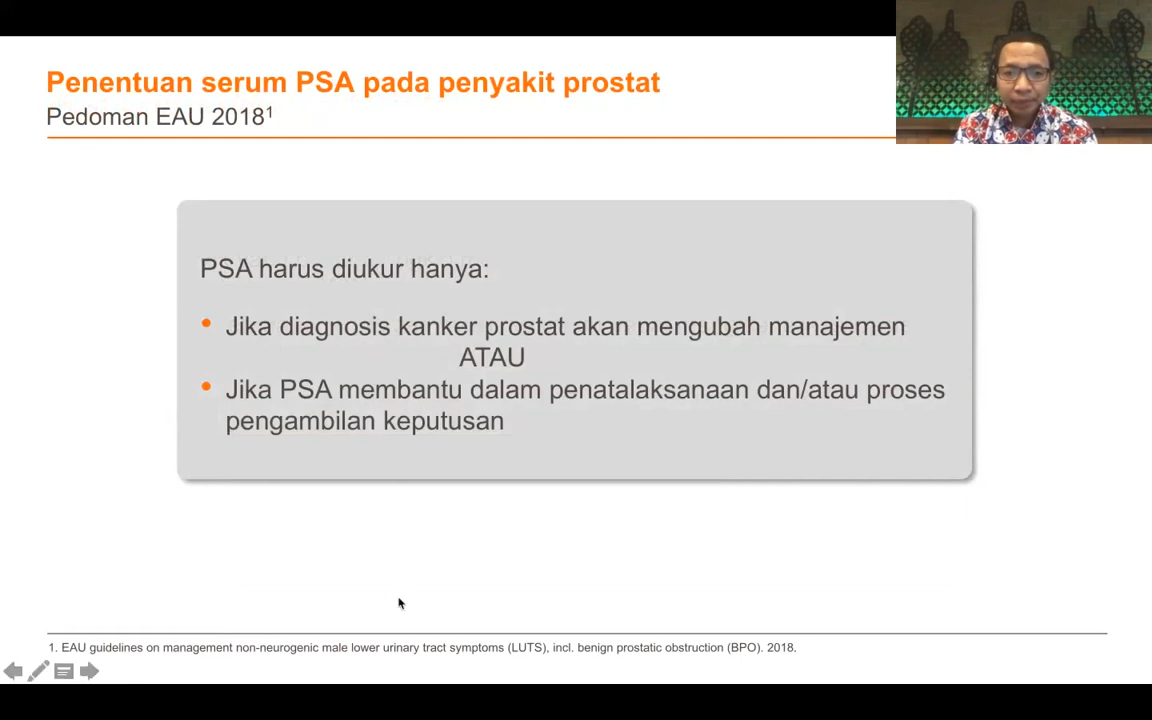 Penentuan serum PSA pada penyakit prostat
Pedoman EAU 2018¹
PSA harus diukur hanya:
• Jika diagnosis kanker prostat akan mengubah manajemen
ATAU
• Jika PSA membantu dalam penatalaksanaan dan/atau proses
pengambilan keputusan
1. EAU guidelines on management non-neurogenic male lower urinary tract symptoms (LUTS), incl. benign prostatic obstruction (BPO). 2018.